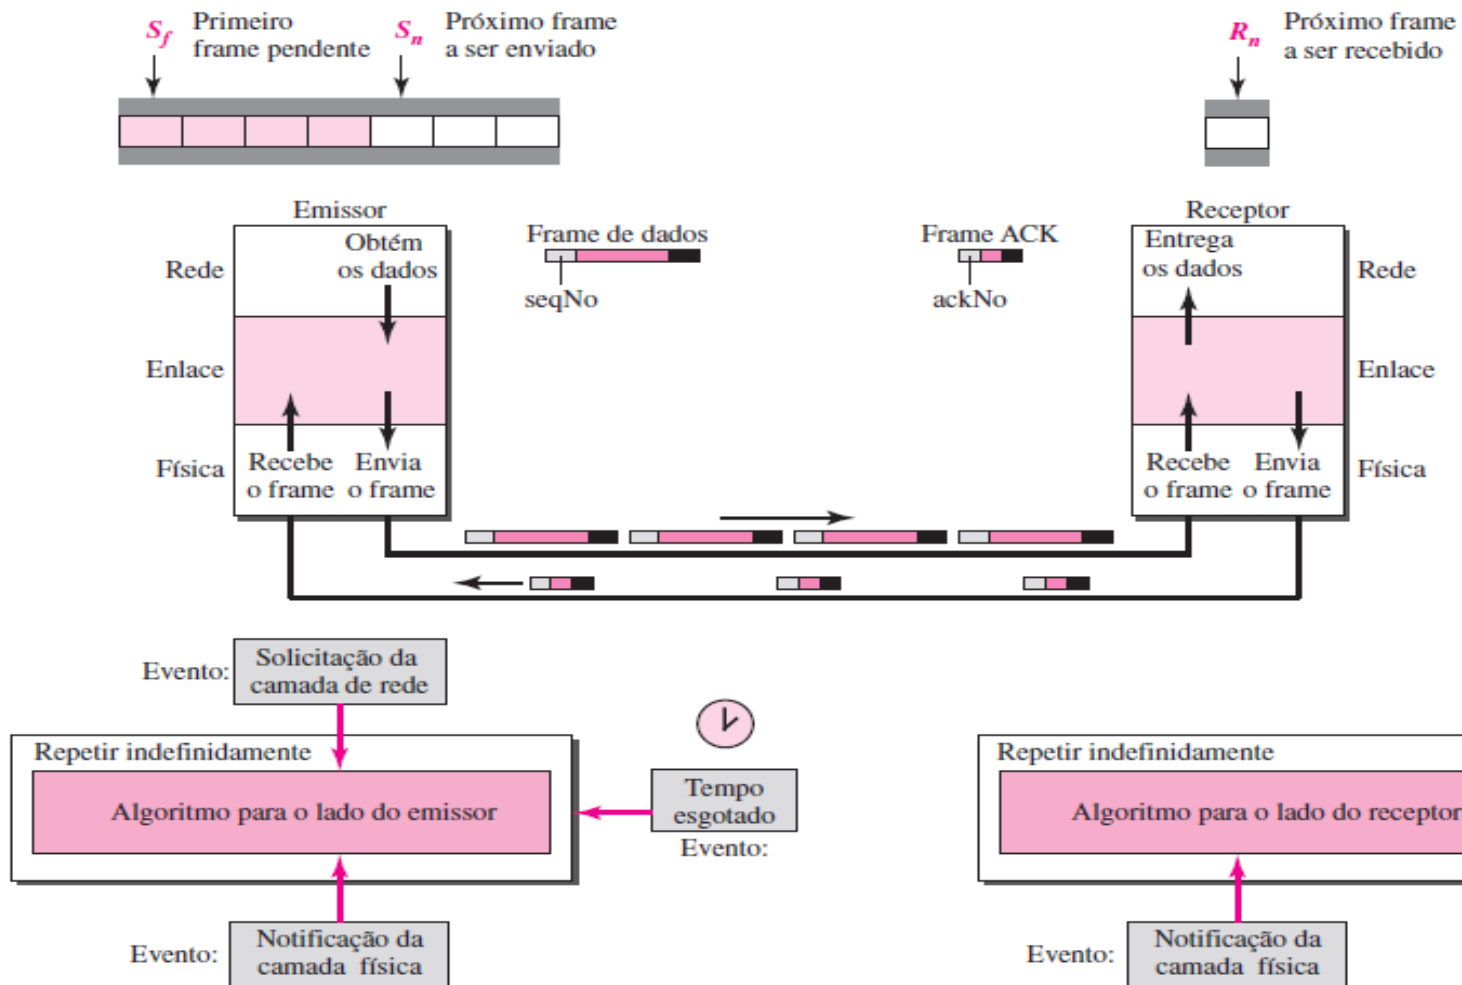 S_f Primeiro frame pendente
S_n Próximo frame a ser enviado
R_n Próximo frame a ser recebido
Emissor
Receptor
Rede
Obtém
os dados
Frame de dados
seqNo
Frame ACK
ackNo
Entrega
os dados
Rede
Enlace
Enlace
Física
Recebe
o frame
Envia
o frame
Recebe
o frame
Envia
o frame
Física
Evento:
Solicitação da
camada de rede
Repetir indefinidamente
Algoritmo para o lado do emissor
Tempo
esgotado
Evento:
Evento:
Notificação da
camada física
Repetir indefinidamente
Algoritmo para o lado do receptor
Evento:
Notificação da
camada física